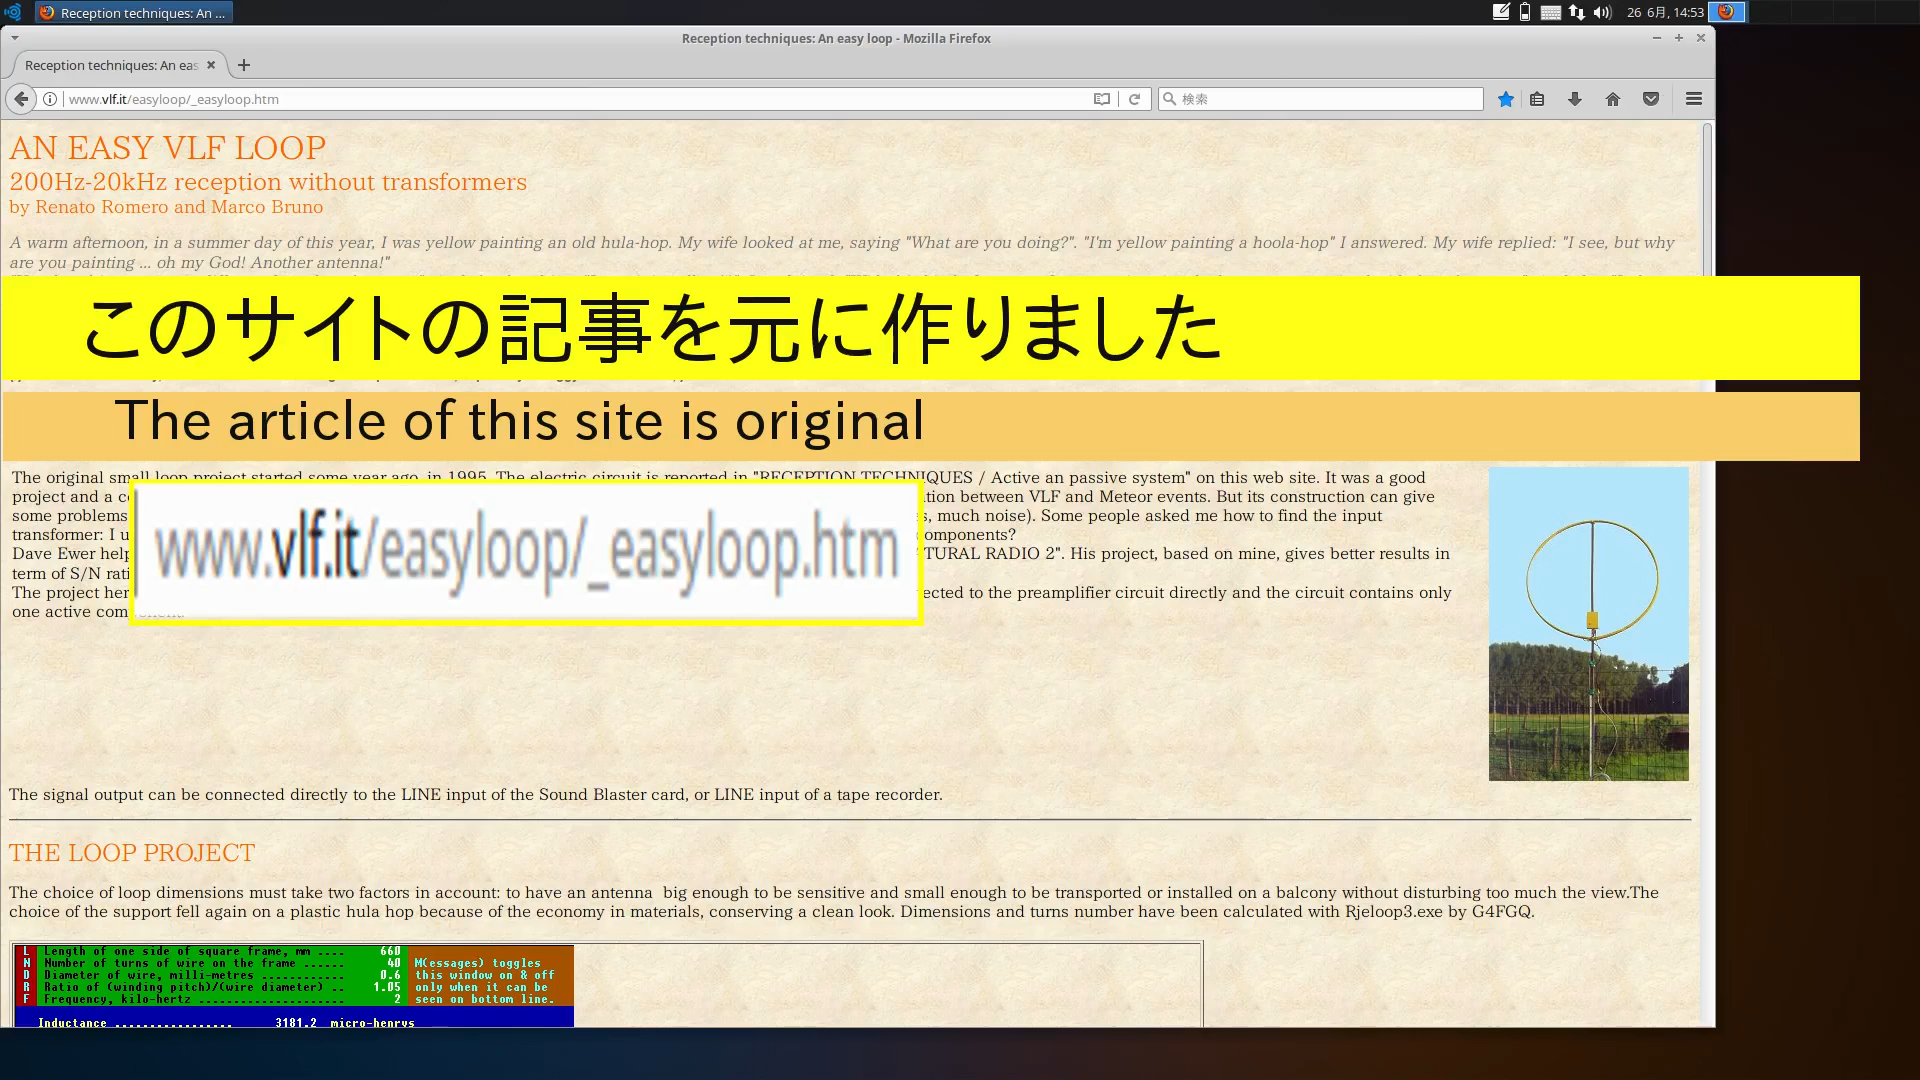 Reception techniques: An ...
26 6月, 14:53
Reception techniques: An easy loop - Mozilla Firefox
Reception techniques: An eas
www.vlf.it/easyloop/_easyloop.htm
検索
AN EASY VLF LOOP
200Hz-20kHz reception without transformers
by Renato Romero and Marco Bruno
A warm afternoon, in a summer day of this year, I was yellow painting an old hula-hop. My wife looked at me, saying "What are you doing?". "I'm yellow painting a hoola-hop" I answered. My wife replied: "I see, but why
are you painting ... oh my God! Another antenna!"
このサイトの記事を元に作りました
The article of this site is original
The original small loop project started some year ago, in 1995. The electric circuit is reported in "RECEPTION TECHNIQUES / Active an passive system" on this web site. It was a good
project and a tion between VLF and Meteor events. But its construction can give
some problems , much noise). Some people asked me how to find the input
transformer: I omponents?
Dave Ewer TURAL RADIO 2". His project, based on mine, gives better results in
term of S/N
The project ected to the preamplifier circuit directly and the circuit contains only
one active
www.vlf.it/easyloop/_easyloop.htm
The signal output can be connected directly to the LINE input of the Sound Blaster card, or LINE input of a tape recorder.
THE LOOP PROJECT
The choice of loop dimensions must take two factors in account: to have an antenna big enough to be sensitive and small enough to be transported or installed on a balcony without disturbing too much the view.The
choice of the support fell again on a plastic hula hop because of the economy in materials, conserving a clean look. Dimensions and turns number have been calculated with Rjeloop3.exe by G4FGQ.
L Length of one side of square frame, mm .... 660
N Number of turns of wire on the frame ...... 40 M(essages) toggles
D Diameter of wire, milli-metres ............ 0.6 this window on & off
R Ratio of (winding pitch)/(wire diameter) .. 1.05 only when it can be
F Frequency, kilo-hertz ..................... 2 seen on bottom line.
Inductance ................. 3181.2 micro-henrys